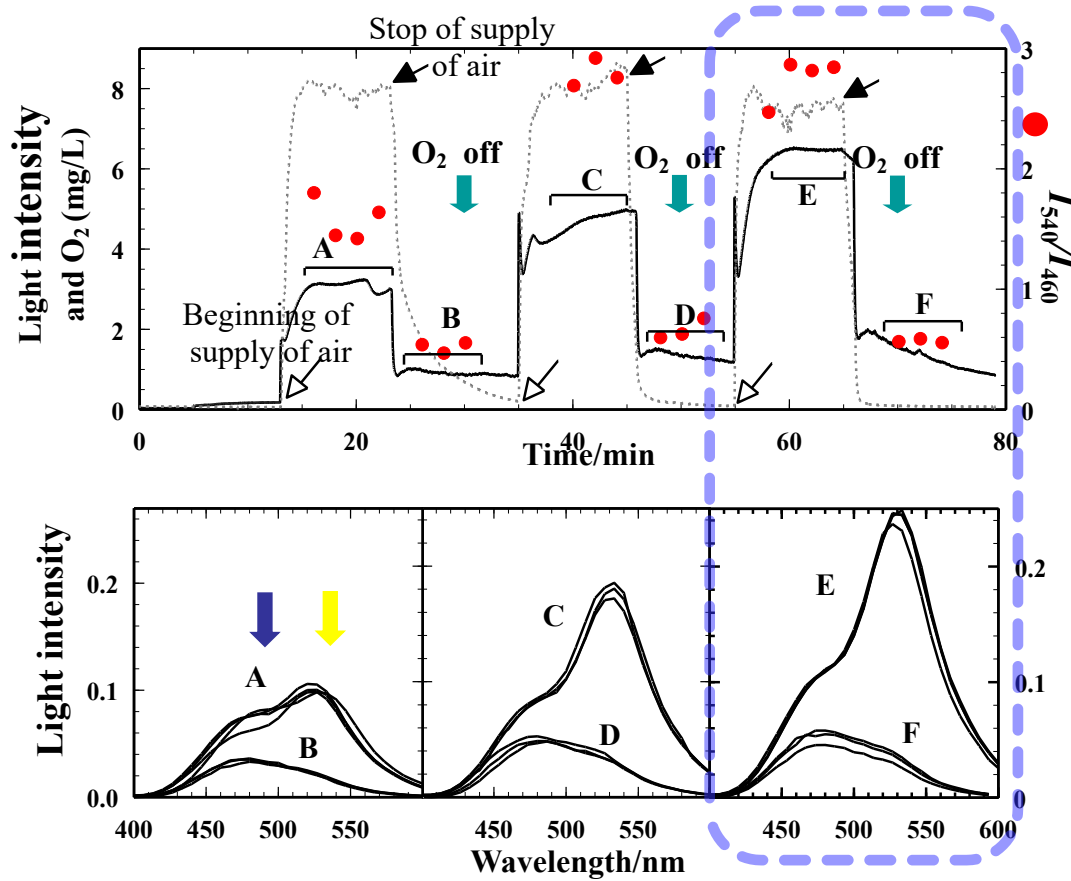 Stop of supply
of air
Light intensity
and O2 (mg/L)
8
6
4
2
0
3
2
1
0
I540/I460
O2 off
O2 off
O2 off
A
B
C
D
E
F
Beginning of
supply of air
0
20
40
60
80
Time/min
Light intensity
0.2
0.1
0.0
0.2
0.1
0
A
B
C
D
E
F
400
450
500
550
450
500
550
450
500
550
600
Wavelength/nm